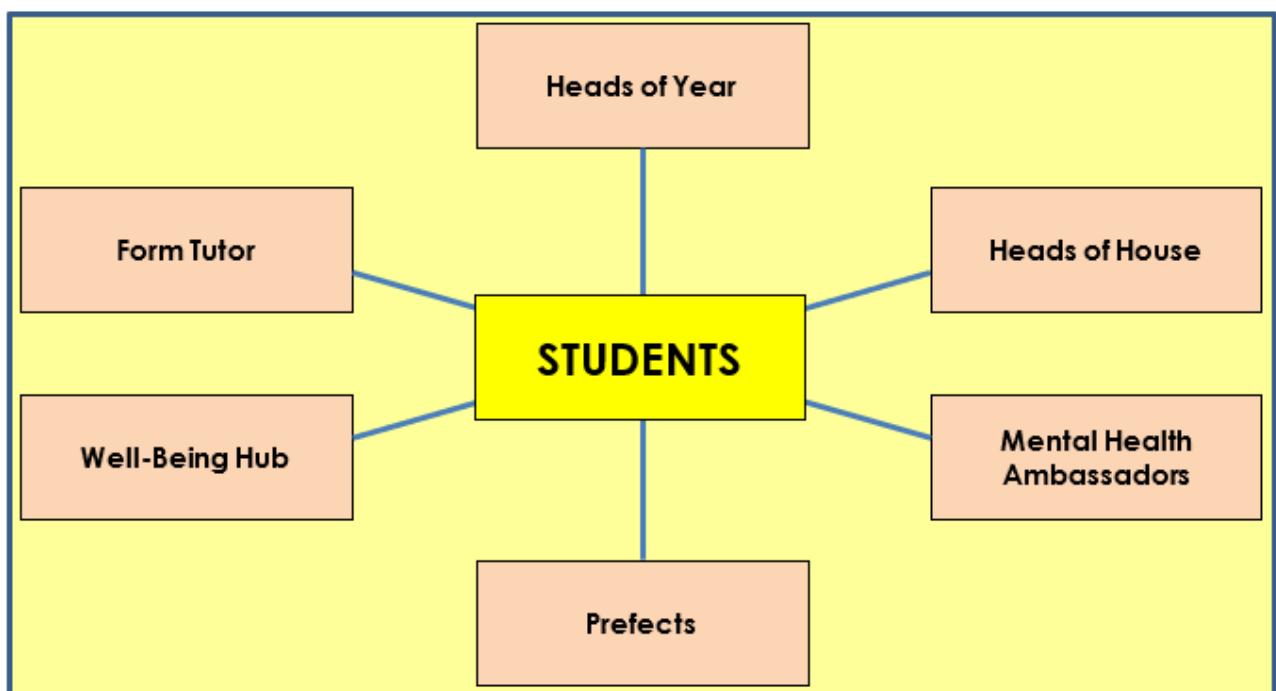 Heads of Year
Form Tutor
Heads of House
STUDENTS
Well-Being Hub
Mental Health
Ambassadors
Prefects